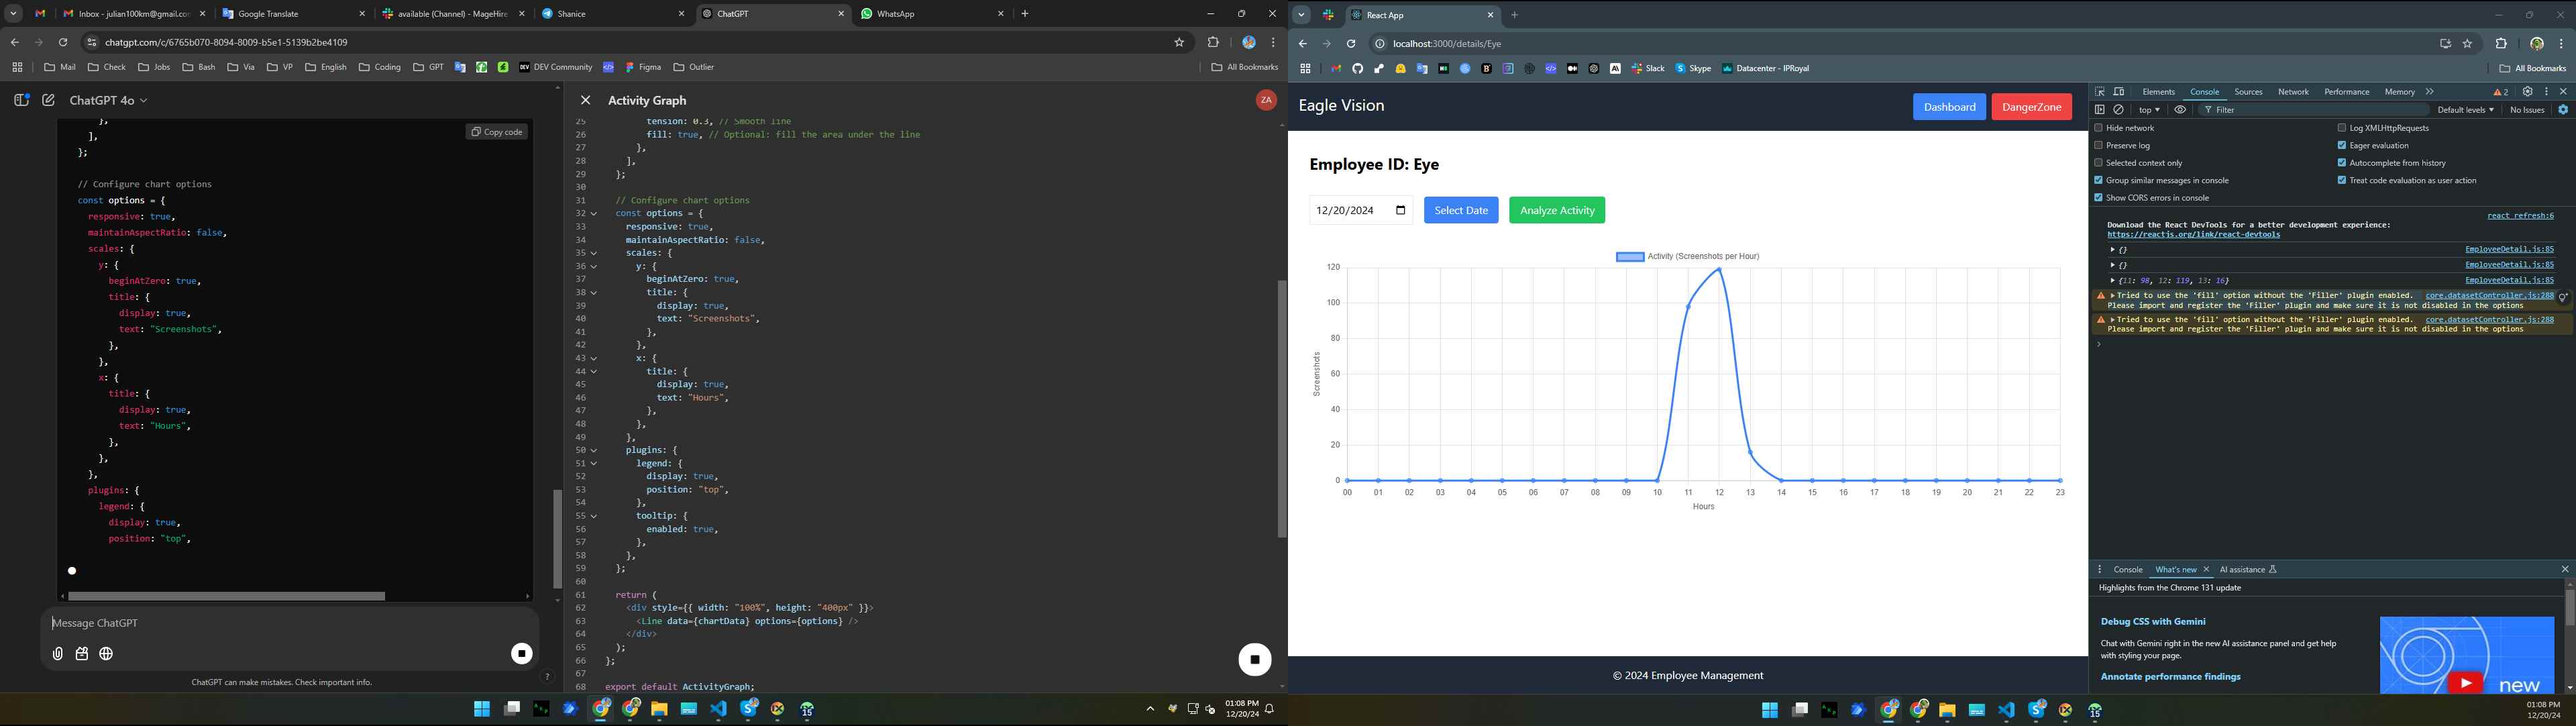 Inbox - julian100km@gmail.con
Google Translate
available (Channel) - MageHire
Shanice
ChatGPT
WhatsApp
chatgpt.com/c/6765b070-8094-8009-b5e1-5139b2be4109
Mail
Check
Jobs
Bash
Via
VP
English
Coding
GPT
DEV Community
Figma
Outlier
All Bookmarks
ChatGPT 4o
Copy code
},
],
};
// Configure chart options
const options = {
responsive: true,
maintainAspectRatio: false,
scales: {
y: {
beginAtZero: true,
title: {
display: true,
text: "Screenshots",
},
},
x: {
title: {
display: true,
text: "Hours",
},
},
},
plugins: {
legend: {
display: true,
position: "top",
Message ChatGPT
ChatGPT can make mistakes. Check important info.
?
Activity Graph
ZA
25 tension: 0.3, // Smooth line
26 fill: true, // Optional: fill the area under the line
27 },
28 ],
29 };
30
31 // Configure chart options
32 const options = {
33 responsive: true,
34 maintainAspectRatio: false,
35 scales: {
36 y: {
37 beginAtZero: true,
38 title: {
39 display: true,
40 text: "Screenshots",
41 },
42 },
43 x: {
44 title: {
45 display: true,
46 text: "Hours",
47 },
48 },
49 },
50 plugins: {
51 legend: {
52 display: true,
53 position: "top",
54 },
55 tooltip: {
56 enabled: true,
57 },
58 },
59 };
60
61 return (
62 <div style={{ width: "100%", height: "400px" }}>
63 <Line data={chartData} options={options} />
64 </div>
65 );
66 };
67
68 export default ActivityGraph;
01:08 PM
12/20/24
React App
localhost:3000/details/Eye
Slack
Skype
Datacenter - IPRoyal
All Bookmarks
Eagle Vision
Dashboard
DangerZone
Employee ID: Eye
12/20/2024
Select Date
Analyze Activity
Activity (Screenshots per Hour)
120
100
80
60
40
20
0
Screenshots
00 01 02 03 04 05 06 07 08 09 10 11 12 13 14 15 16 17 18 19 20 21 22 23
Hours
© 2024 Employee Management
Elements
Console
Sources
Network
Performance
Memory
2
top
Filter
Default levels
No Issues
Hide network
Log XMLHttpRequests
Preserve log
Eager evaluation
Selected context only
Autocomplete from history
Group similar messages in console
Treat code evaluation as user action
Show CORS errors in console
react refresh:6
Download the React DevTools for a better development experience:
https://reactjs.org/link/react-devtools
{} EmployeeDetail.js:85
{} EmployeeDetail.js:85
{11: 98, 12: 119, 13: 16} EmployeeDetail.js:85
Tried to use the 'fill' option without the 'Filler' plugin enabled. core.datasetController.js:288
Please import and register the 'Filler' plugin and make sure it is not disabled in the options
Tried to use the 'fill' option without the 'Filler' plugin enabled. core.datasetController.js:288
Please import and register the 'Filler' plugin and make sure it is not disabled in the options
Console
What's new
AI assistance
Highlights from the Chrome 131 update
Debug CSS with Gemini
Chat with Gemini right in the new AI assistance panel and get help
with styling your page.
Annotate performance findings
new
01:08 PM
12/20/24